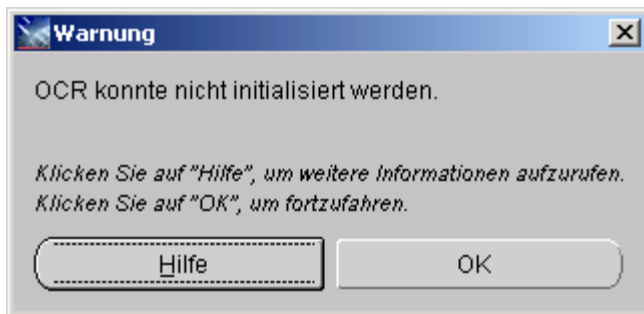 Warnung
OCR konnte nicht initialisiert werden.
Klicken Sie auf "Hilfe", um weitere Informationen aufzurufen.
Klicken Sie auf "OK", um fortzufahren.
Hilfe OK